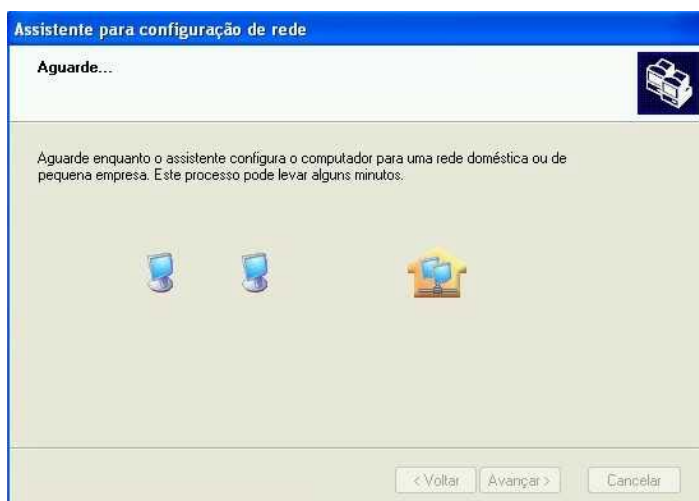 Assistente para configuração de rede
Aguarde...
Aguarde enquanto o assistente configura o computador para uma rede doméstica ou de
pequena empresa. Este processo pode levar alguns minutos.
< Voltar Avançar > Cancelar